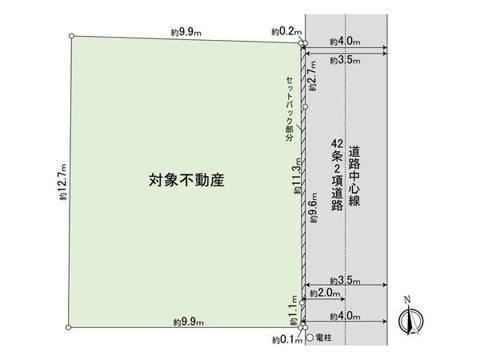 約9.9m
約0.2m
約4.0m
約3.5m
約2.7m
セットバック部分
約12.7m
対象不動産
約11.3m
約9.6m
42条2項道路
道路中心線
約3.5m
約2.0m
約1.1m
約4.0m
約9.9m
約0.1m
電柱
N